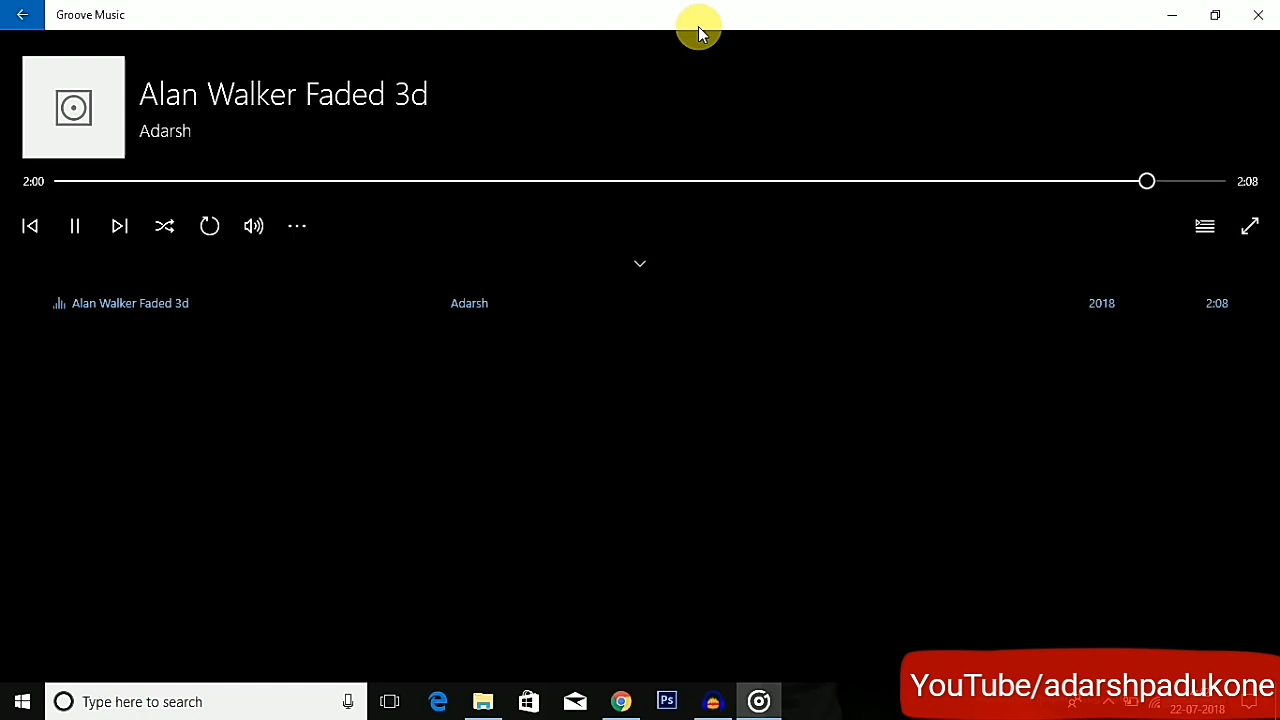 Groove Music
Alan Walker Faded 3d
Adarsh
2:00
2:08
Alan Walker Faded 3d Adarsh 2018 2:08
Type here to search
Ps
YouTube/adarshpadukone
22-07-2018